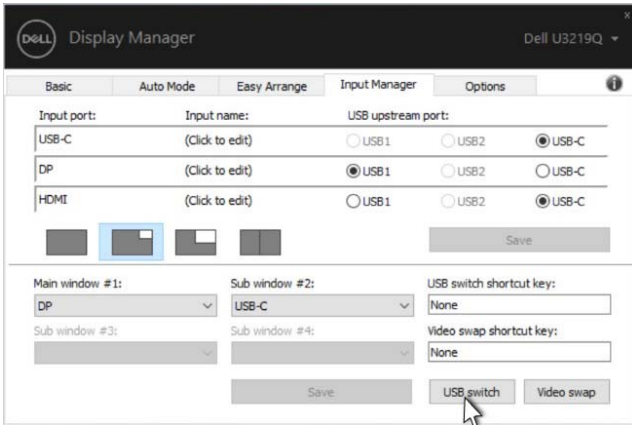 x
DELL Display Manager Dell U3219Q
Basic Auto Mode Easy Arrange Input Manager Options i
Input port: Input name: USB upstream port:
USB-C (Click to edit) USB1 USB2 USB-C
DP (Click to edit) USB1 USB2 USB-C
HDMI (Click to edit) USB1 USB2 USB-C
Save
Main window #1: Sub window #2: USB switch shortcut key:
DP USB-C None
Sub window #3: Sub window #4: Video swap shortcut key:
None
Save USB switch Video swap